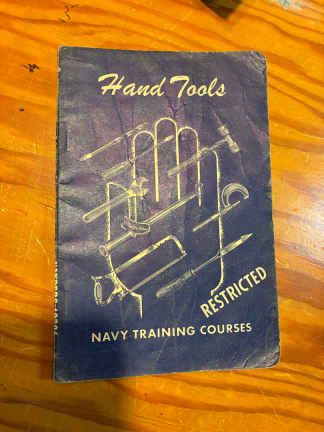 Hand Tools
RESTRICTED
NAVY TRAINING COURSES